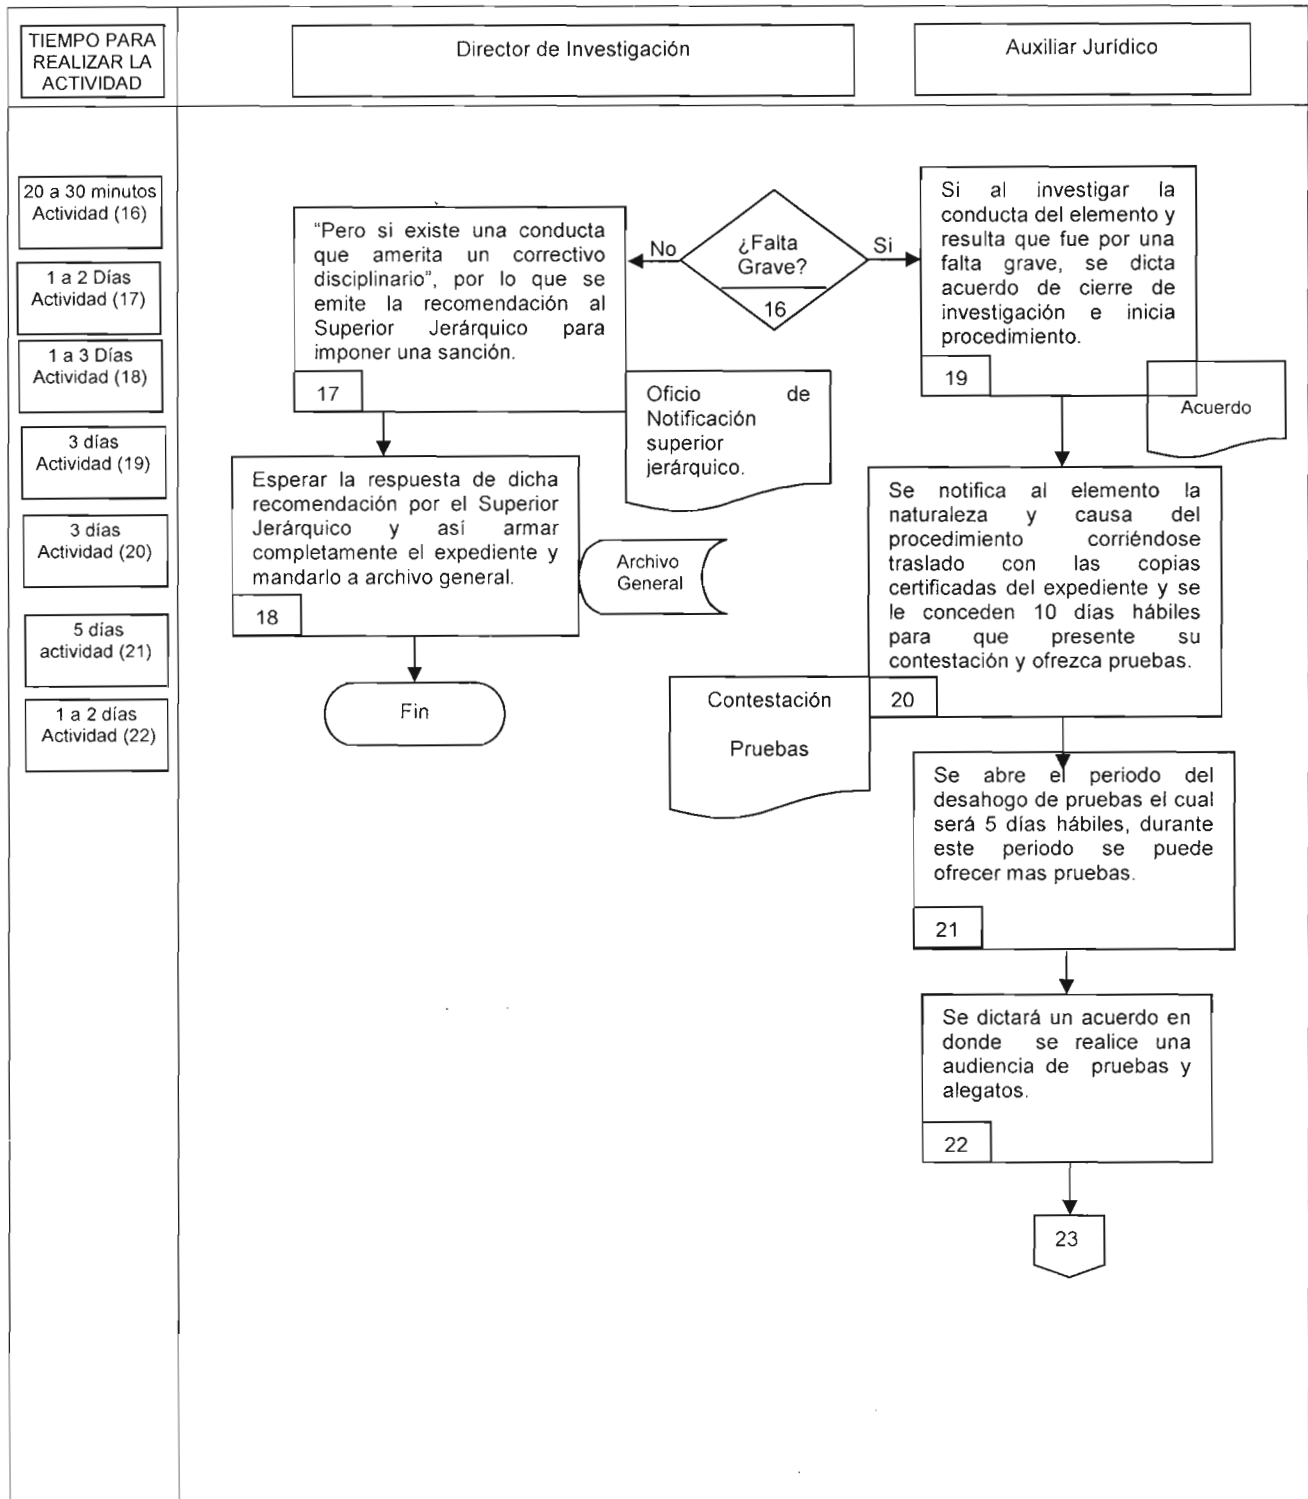 TIEMPO PARA
REALIZAR LA
ACTIVIDAD
Director de Investigación
Auxiliar Jurídico
20 a 30 minutos
Actividad (16)
1 a 2 Días
Actividad (17)
1 a 3 Días
Actividad (18)
3 días
Actividad (19)
3 días
Actividad (20)
5 días
actividad (21)
1 a 2 días
Actividad (22)
“Pero si existe una conducta
que amerita un correctivo
disciplinario”, por lo que se
emite la recomendación al
Superior Jerárquico para
imponer una sanción.
17
Oficio de
Notificación
superior
jerárquico.
Esperar la respuesta de dicha
recomendación por el Superior
Jerárquico y así armar
completamente el expediente y
mandarlo a archivo general.
18
Archivo
General
Fin
No
¿Falta
Grave?
16
Si
Si al investigar la
conducta del elemento y
resulta que fue por una
falta grave, se dicta
acuerdo de cierre de
investigación e inicia
procedimiento.
19
Acuerdo
Se notifica al elemento la
naturaleza y causa del
procedimiento corriéndose
traslado con las copias
certificadas del expediente y se
le conceden 10 días hábiles
para que presente su
contestación y ofrezca pruebas.
20
Contestación
Pruebas
Se abre el periodo del
desahogo de pruebas el cual
será 5 días hábiles, durante
este periodo se puede
ofrecer mas pruebas.
21
Se dictará un acuerdo en
donde se realice una
audiencia de pruebas y
alegatos.
22
23